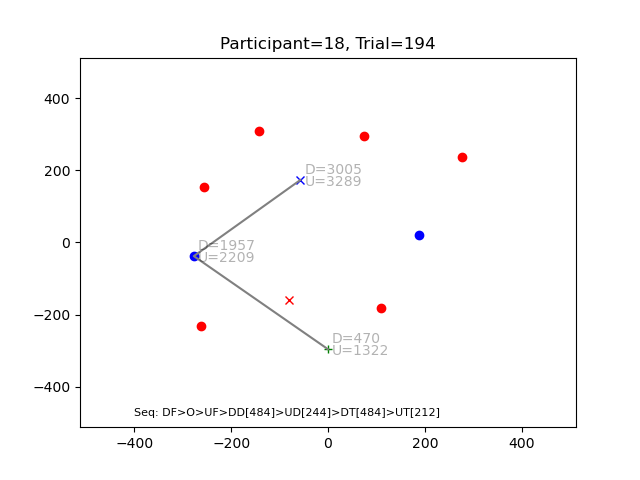 Participant=18, Trial=194
400
200
0
−200
−400
D=3005
U=3289
D=1957
U=2209
D=470
U=1322
Seq: DF>O>UF>DD[484]>UD[244]>DT[484]>UT[212]
−400
−200
0
200
400